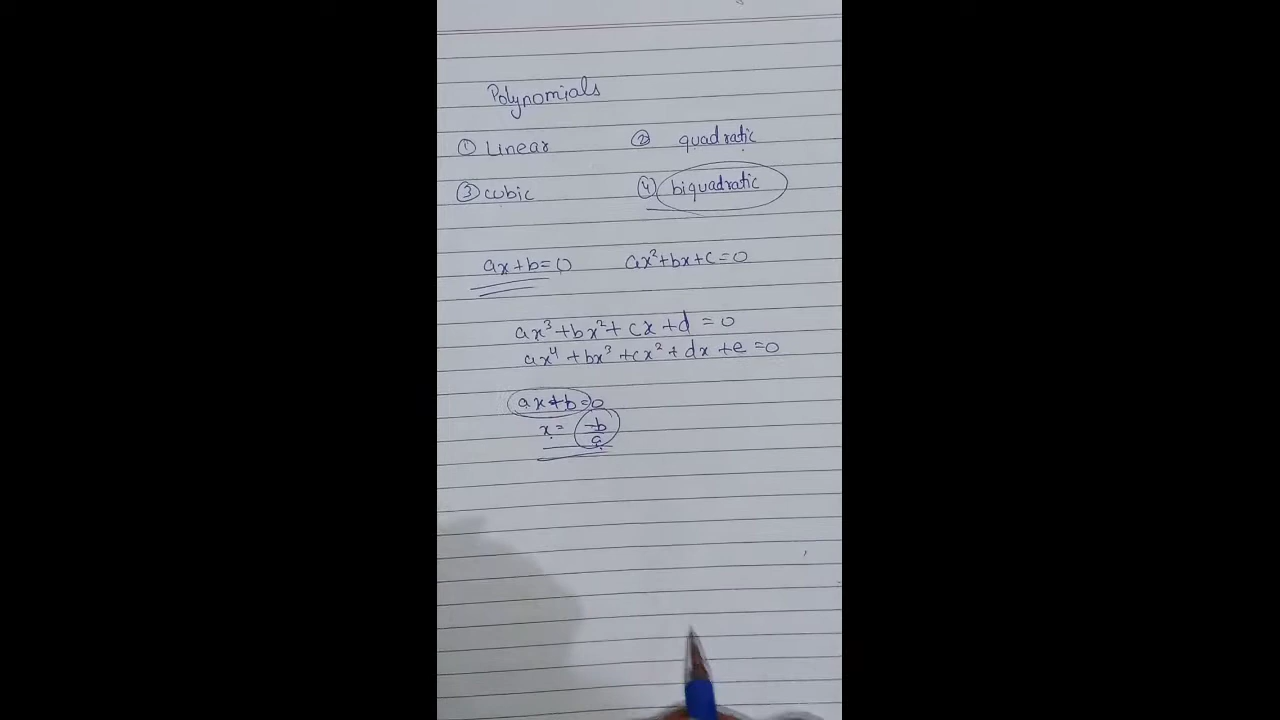 Polynomials
① Linear ② quadratic
③ cubic ④ biquadratic
ax+b=0 ax²+bx+c=0
ax³+bx²+cx+d=0
ax⁴+bx³+cx²+dx+e=0
ax+b=0
x= -b/a